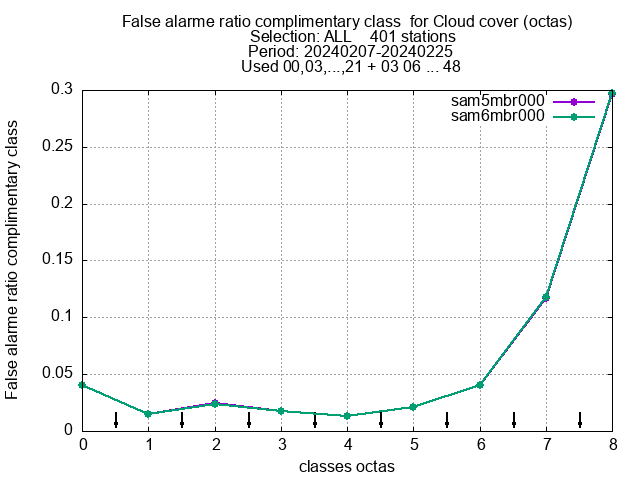 False alarme ratio complimentary class  for Cloud cover (octas)
Selection: ALL    401 stations
Period: 20240207-20240225
Used 00,03,...,21 + 03 06 ... 48
sam5mbr000
sam6mbr000
False alarme ratio complimentary class
0.3
0.25
0.2
0.15
0.1
0.05
0
0 1 2 3 4 5 6 7 8
classes octas